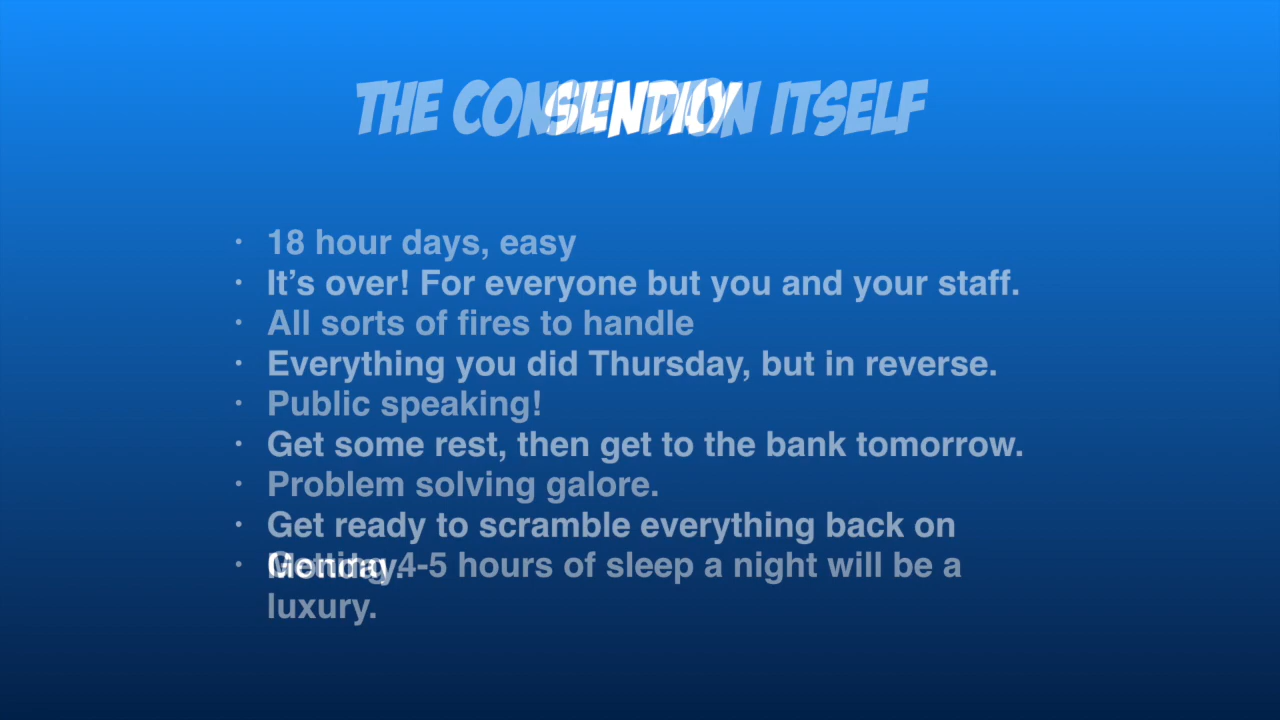 THE CONVENTION ITSELF
SUNDAY
• 18 hour days, easy
• It’s over! For everyone but you and your staff.
• All sorts of fires to handle
• Everything you did Thursday, but in reverse.
• Public speaking!
• Get some rest, then get to the bank tomorrow.
• Problem solving galore.
• Get ready to scramble everything back on
Monday.
• Getting 4-5 hours of sleep a night will be a
luxury.